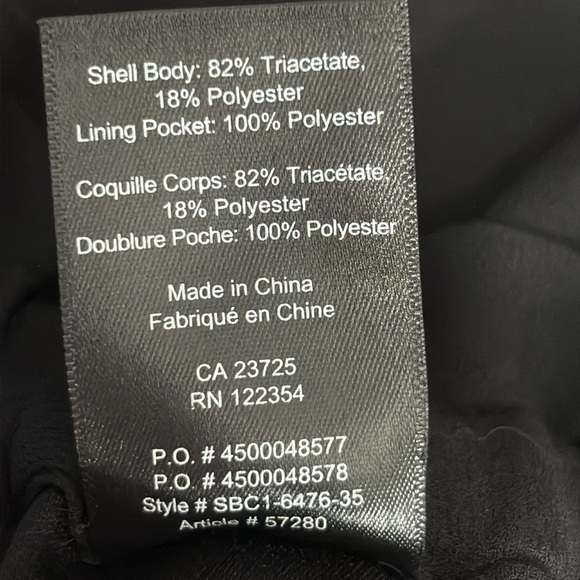 Shell Body: 82% Triacetate,
18% Polyester
Lining Pocket: 100% Polyester
Coquille Corps: 82% Triacétate,
18% Polyester
Doublure Poche: 100% Polyester
Made in China
Fabriqué en Chine
CA 23725
RN 122354
P.O. # 4500048577
P.O. # 4500048578
Style # SBC1-6476-35
Article # 57280